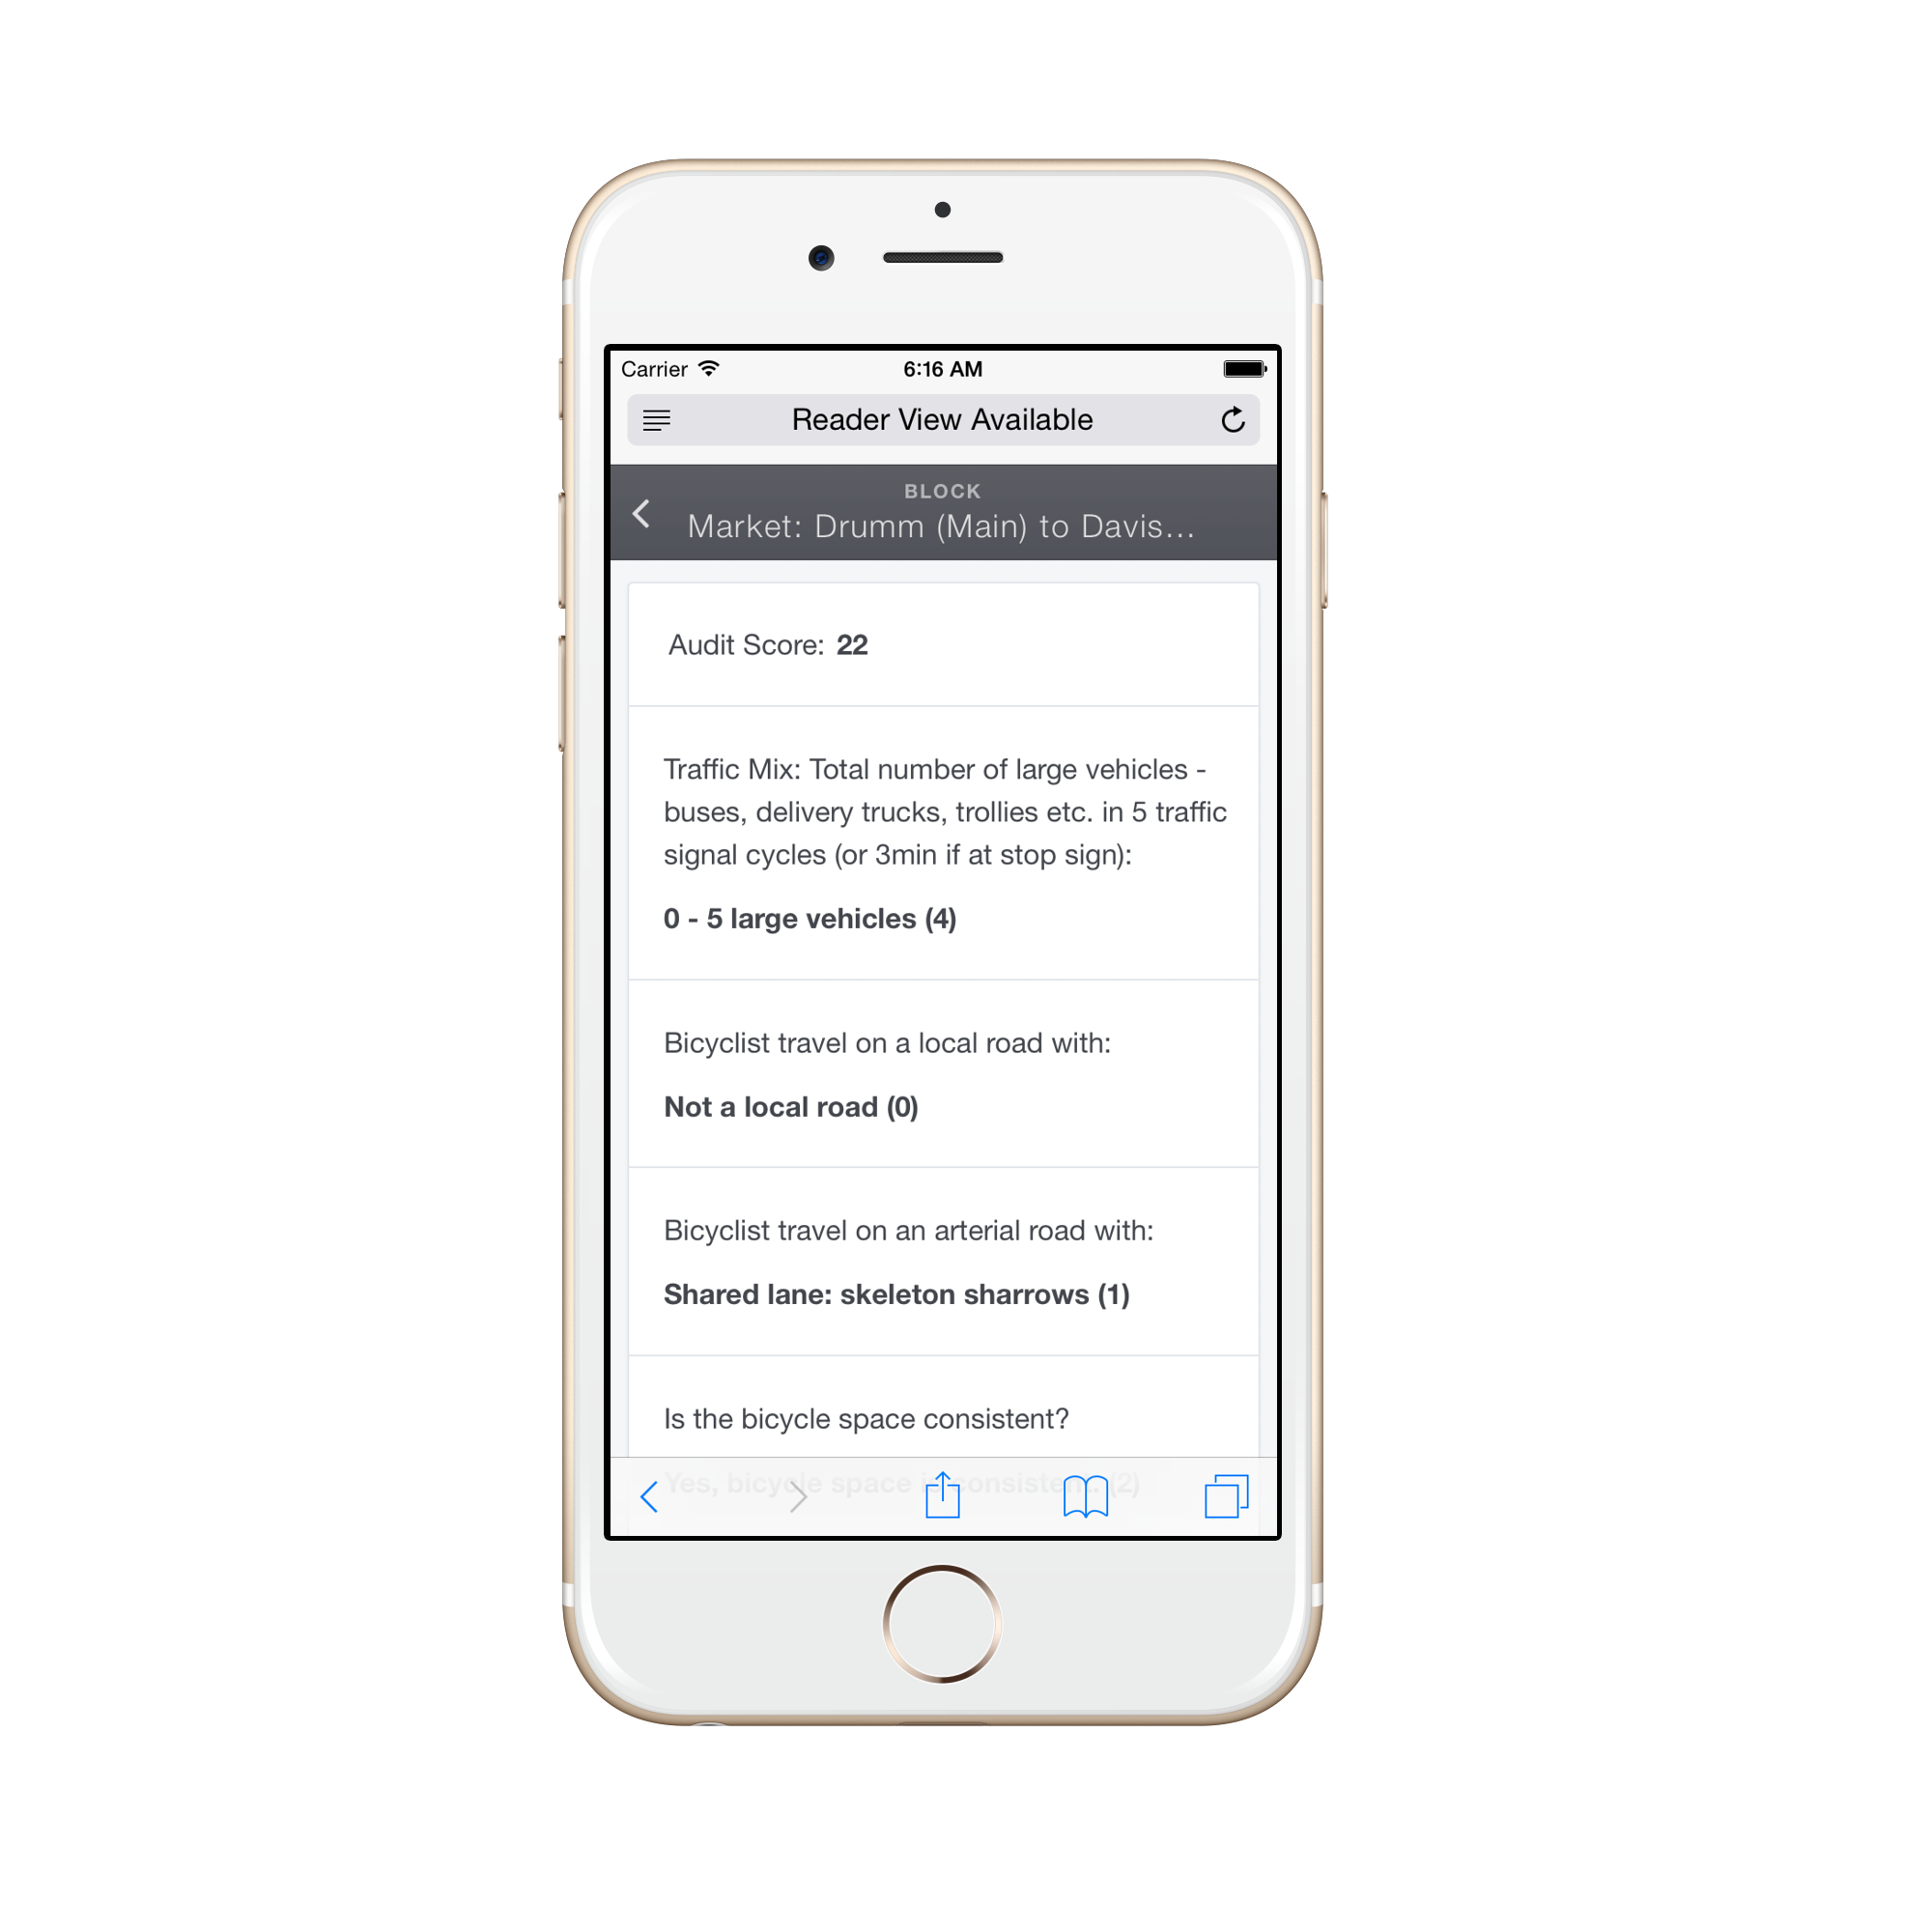 Carrier
6:16 AM
Reader View Available
BLOCK
Market: Drumm (Main) to Davis...
Audit Score: 22
Traffic Mix: Total number of large vehicles -
buses, delivery trucks, trollies etc. in 5 traffic
signal cycles (or 3min if at stop sign):
0 - 5 large vehicles (4)
Bicyclist travel on a local road with:
Not a local road (0)
Bicyclist travel on an arterial road with:
Shared lane: skeleton sharrows (1)
Is the bicycle space consistent?
Yes, bicycle space is consistent. (2)